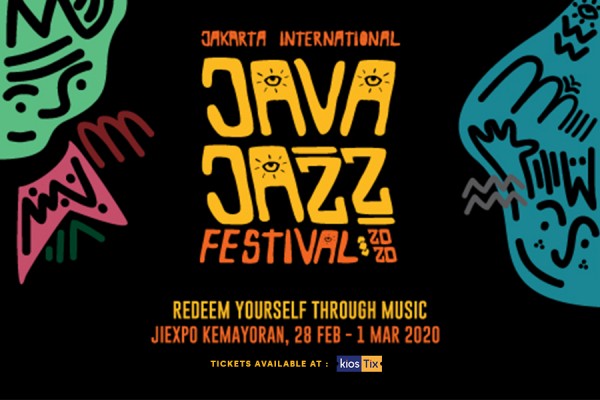 JAKARTA INTERNATIONAL
JAVA
JAZZ
FESTIVAL 2020
REDEEM YOURSELF THROUGH MUSIC
JIEXPO KEMAYORAN, 28 FEB - 1 MAR 2020
TICKETS AVAILABLE AT : kiosTix